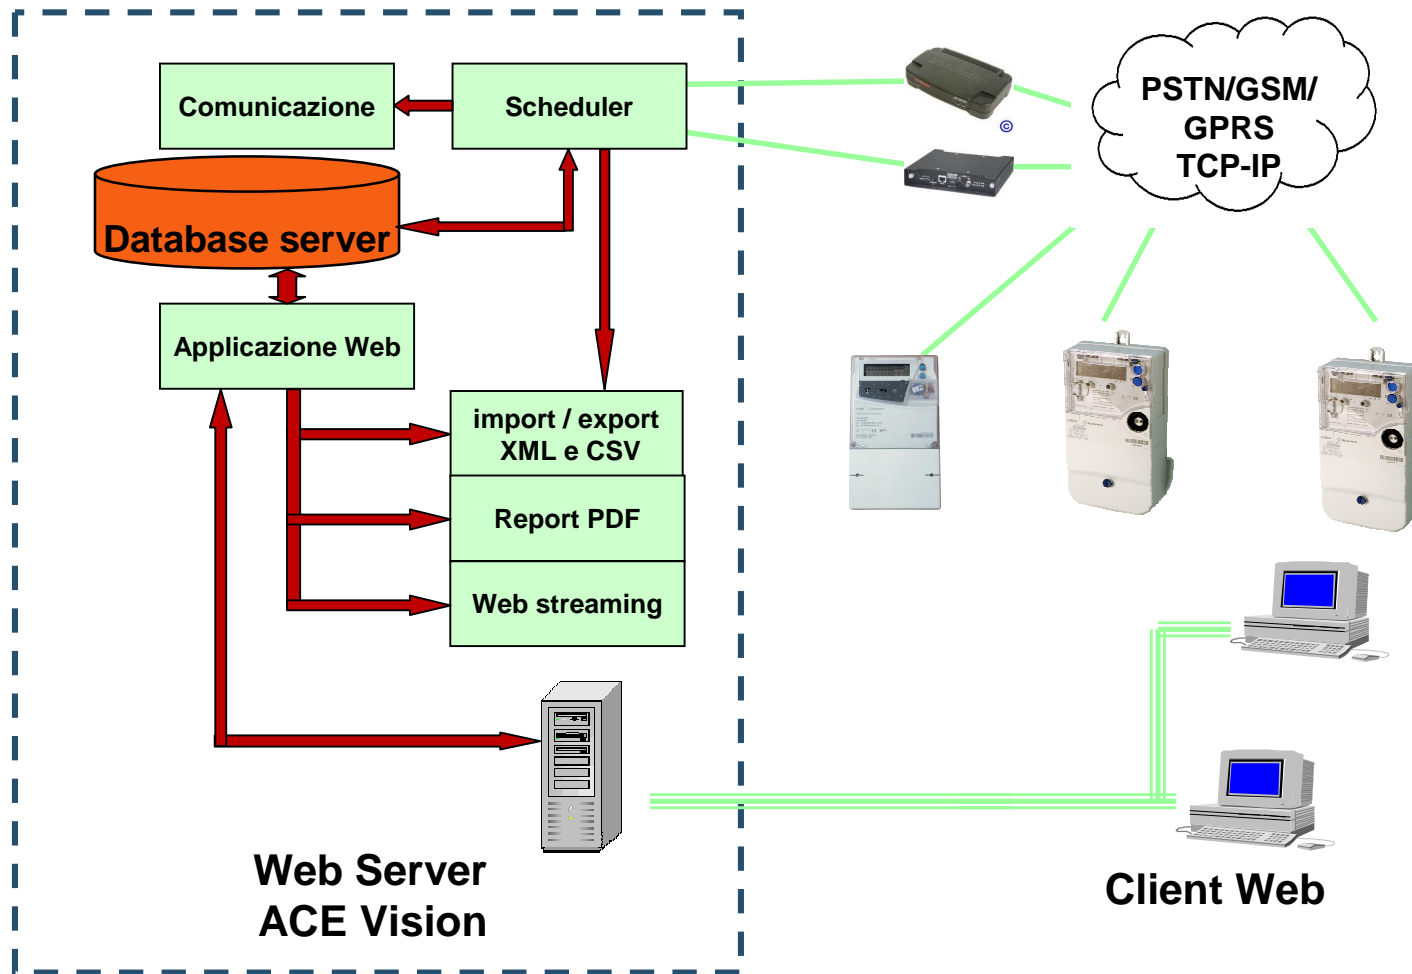 Comunicazione
Scheduler
PSTN/GSM/
GPRS
TCP-IP
©
Database server
Applicazione Web
import / export
XML e CSV
Report PDF
Web streaming
Web Server
ACE Vision
Client Web